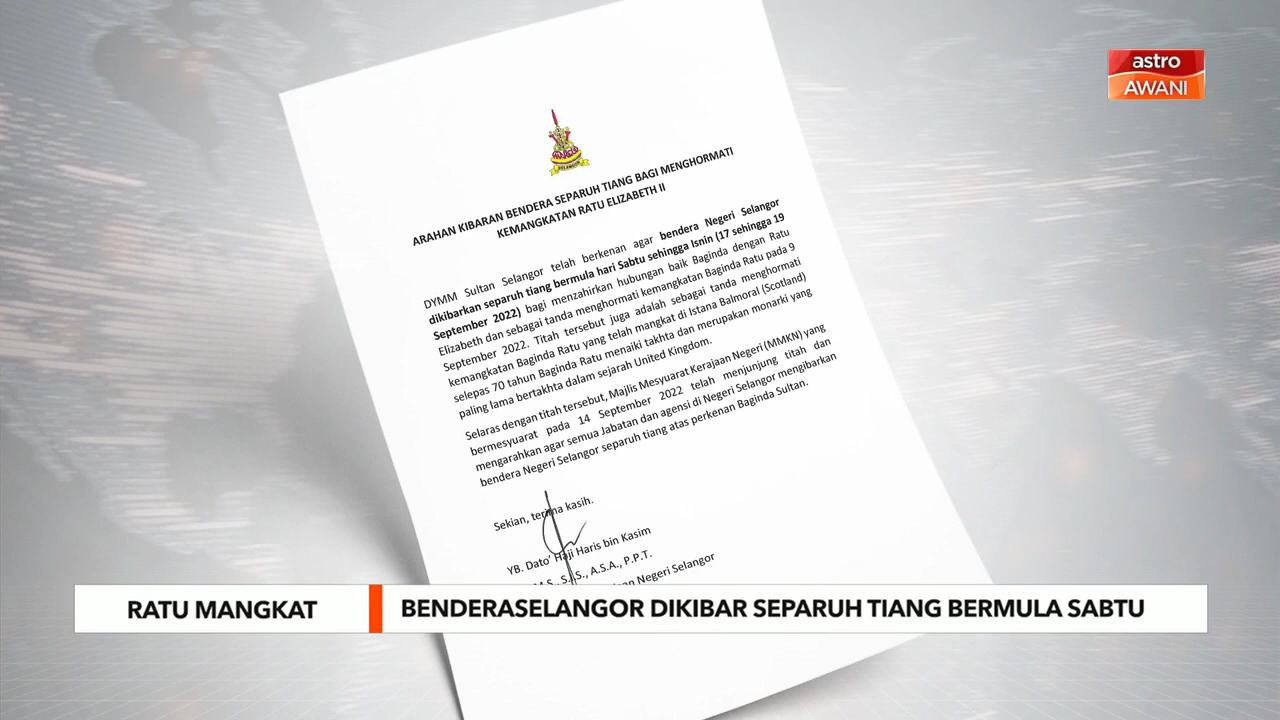 astro
AWANI
SELANGOR
ARAHAN KIBARAN BENDERA SEPARUH TIANG BAGI MENGHORMATI
KEMANGKATAN RATU ELIZABETH II
DYMM Sultan Selangor telah berkenan agar bendera Negeri Selangor
dikibarkan separuh tiang bermula hari Sabtu sehingga Isnin (17 sehingga 19
September 2022) bagi menzahirkan hubungan baik Baginda dengan Ratu
Elizabeth dan sebagai tanda menghormati kemangkatan Baginda Ratu pada 9
September 2022. Titah tersebut juga adalah sebagai tanda menghormati
kemangkatan Baginda Ratu yang telah mangkat di Istana Balmoral (Scotland)
selepas 70 tahun Baginda Ratu menaiki takhta dan merupakan monarki yang
paling lama bertakhta dalam sejarah United Kingdom.
Selaras dengan titah tersebut, Majlis Mesyuarat Kerajaan Negeri (MMKN) yang
bermesyuarat pada 14 September 2022 telah menjunjung titah dan
mengarahkan agar semua Jabatan dan agensi di Negeri Selangor mengibarkan
bendera Negeri Selangor separuh tiang atas perkenan Baginda Sultan.
Sekian, terima kasih.
YB. Dato' Haji Haris bin Kasim
A.S.A., P.P.T.
Negeri Selangor
RATU MANGKAT
BENDERASELANGOR DIKIBAR SEPARUH TIANG BERMULA SABTU